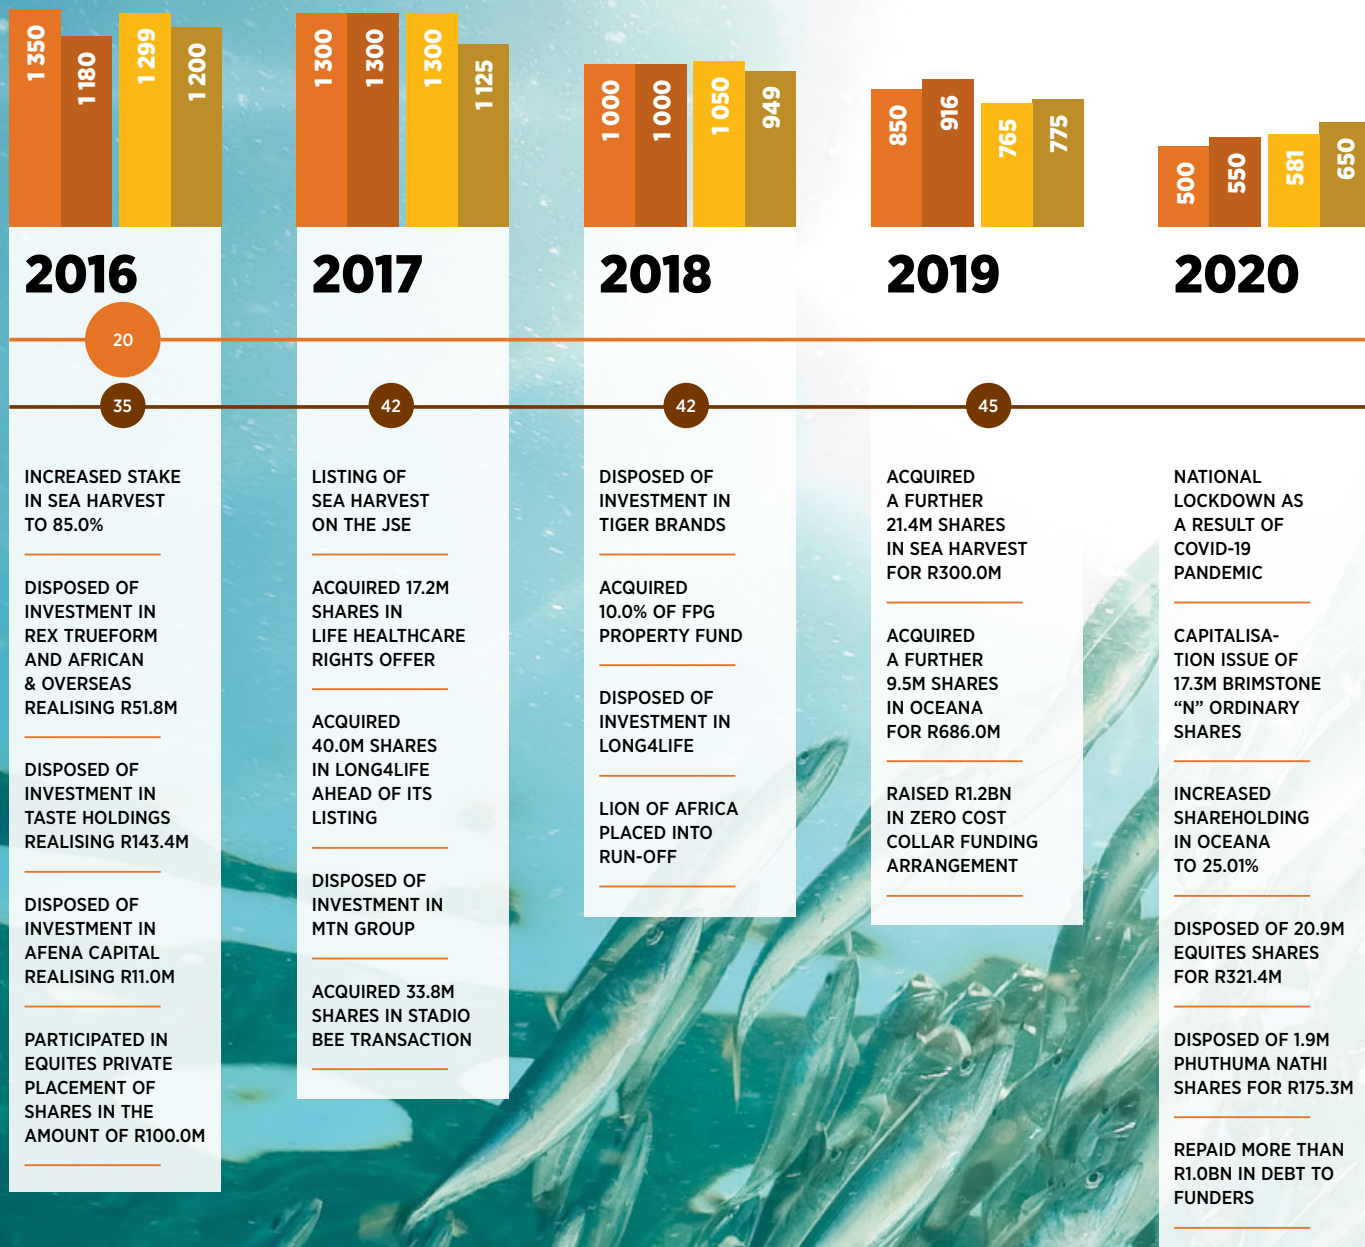 1 350
1 180
1 299
1 200
1 300
1 300
1 300
1 125
1 000
1 000
1 050
949
850
916
765
775
500
550
581
650
2016
2017
2018
2019
2020
20
35
42
42
45
INCREASED STAKE
IN SEA HARVEST
TO 85.0%
DISPOSED OF
INVESTMENT IN
REX TRUEFORM
AND AFRICAN
& OVERSEAS
REALISING R51.8M
DISPOSED OF
INVESTMENT IN
TASTE HOLDINGS
REALISING R143.4M
DISPOSED OF
INVESTMENT IN
AFENA CAPITAL
REALISING R11.0M
PARTICIPATED IN
EQUITES PRIVATE
PLACEMENT OF
SHARES IN THE
AMOUNT OF R100.0M
LISTING OF
SEA HARVEST
ON THE JSE
ACQUIRED 17.2M
SHARES IN
LIFE HEALTHCARE
RIGHTS OFFER
ACQUIRED
40.0M SHARES
IN LONG4LIFE
AHEAD OF ITS
LISTING
DISPOSED OF
INVESTMENT IN
MTN GROUP
ACQUIRED 33.8M
SHARES IN STADIO
BEE TRANSACTION
DISPOSED OF
INVESTMENT IN
TIGER BRANDS
ACQUIRED
10.0% OF FPG
PROPERTY FUND
DISPOSED OF
INVESTMENT IN
LONG4LIFE
LION OF AFRICA
PLACED INTO
RUN-OFF
ACQUIRED
A FURTHER
21.4M SHARES
IN SEA HARVEST
FOR R300.0M
ACQUIRED
A FURTHER
9.5M SHARES
IN OCEANA
FOR R686.0M
RAISED R1.2BN
IN ZERO COST
COLLAR FUNDING
ARRANGEMENT
NATIONAL
LOCKDOWN AS
A RESULT OF
COVID-19
PANDEMIC
CAPITALISA-
TION ISSUE OF
17.3M BRIMSTONE
“N” ORDINARY
SHARES
INCREASED
SHAREHOLDING
IN OCEANA
TO 25.01%
DISPOSED OF 20.9M
EQUITES SHARES
FOR R321.4M
DISPOSED OF 1.9M
PHUTHUMA NATHI
SHARES FOR R175.3M
REPAID MORE THAN
R1.0BN IN DEBT TO
FUNDERS